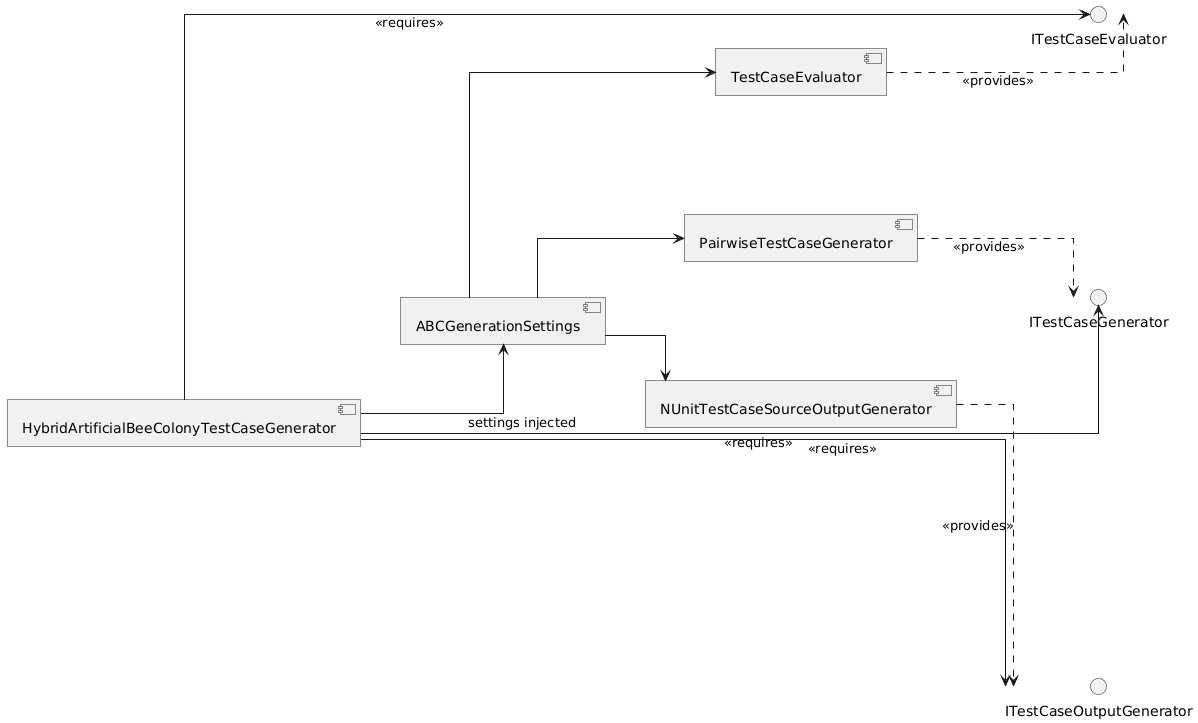 «requires»
ITestCaseEvaluator
TestCaseEvaluator
«provides»
PairwiseTestCaseGenerator
«provides»
ITestCaseGenerator
ABCGenerationSettings
NUnitTestCaseSourceOutputGenerator
HybridArtificialBeeColonyTestCaseGenerator
settings injected
«requires»
«requires»
«provides»
ITestCaseOutputGenerator